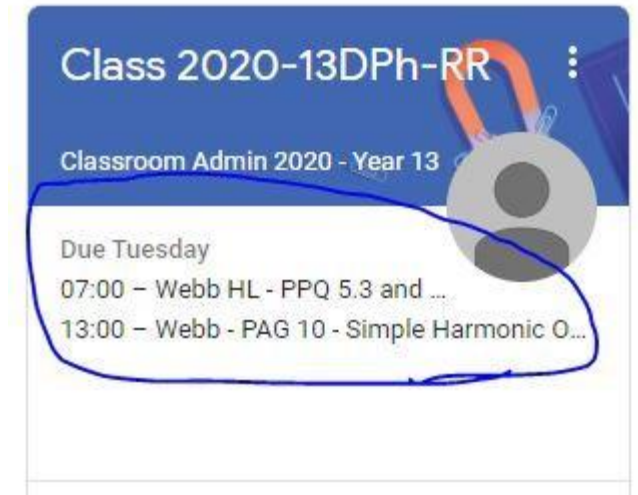 Class 2020-13DPh-RR
Classroom Admin 2020 - Year 13
Due Tuesday
07:00 – Webb HL - PPQ 5.3 and ...
13:00 – Webb - PAG 10 - Simple Harmonic O...